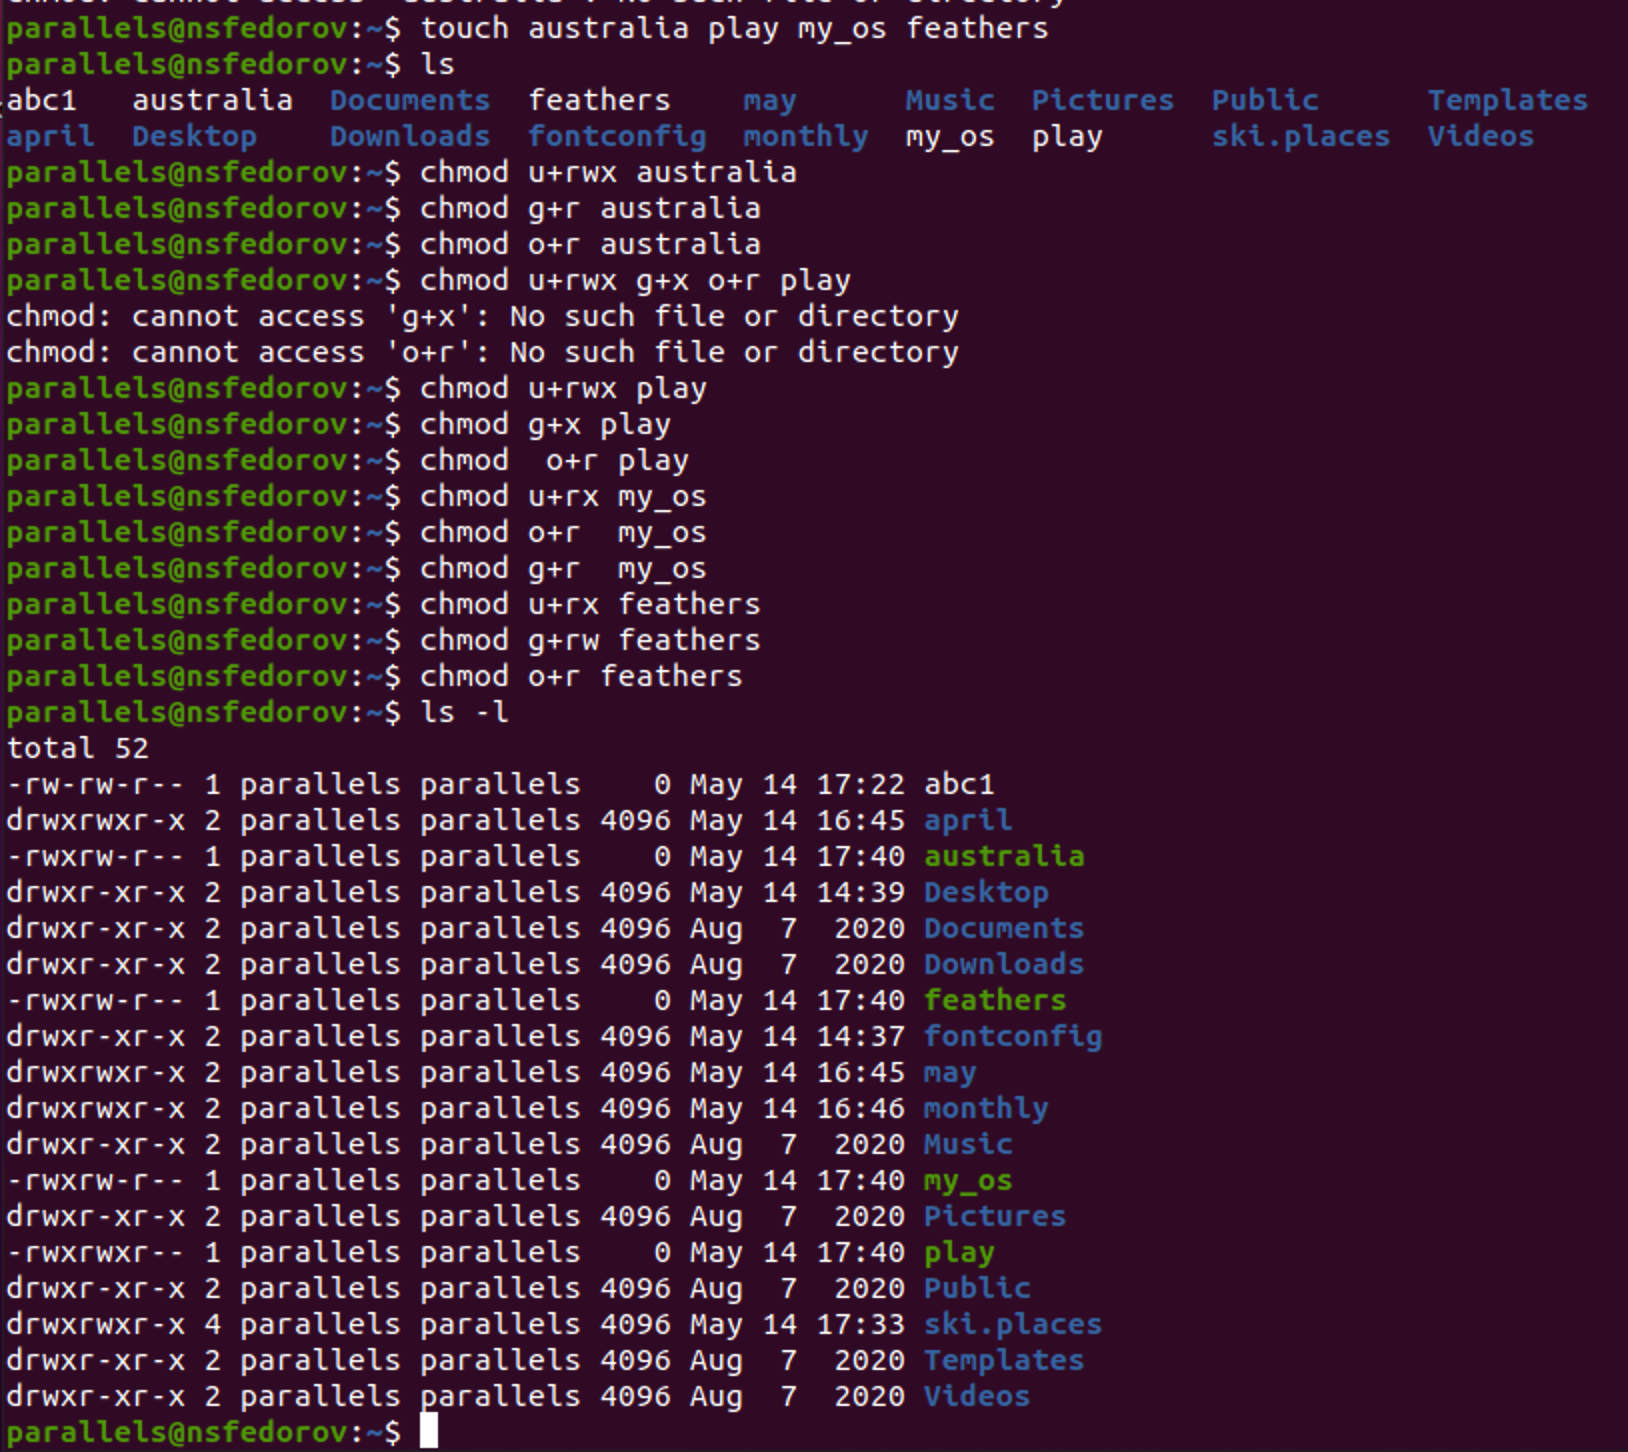 chmod: cannot access 'australia': No such file or directory
parallels@nsfedorov:~$ touch australia play my_os feathers
parallels@nsfedorov:~$ ls
abc1   australia  Documents  feathers    may      Music  Pictures  Public      Templates
april  Desktop    Downloads  fontconfig  monthly  my_os  play      ski.places  Videos
parallels@nsfedorov:~$ chmod u+rwx australia
parallels@nsfedorov:~$ chmod g+r australia
parallels@nsfedorov:~$ chmod o+r australia
parallels@nsfedorov:~$ chmod u+rwx g+x o+r play
chmod: cannot access 'g+x': No such file or directory
chmod: cannot access 'o+r': No such file or directory
parallels@nsfedorov:~$ chmod u+rwx play
parallels@nsfedorov:~$ chmod g+x play
parallels@nsfedorov:~$ chmod  o+r play
parallels@nsfedorov:~$ chmod u+rx my_os
parallels@nsfedorov:~$ chmod o+r  my_os
parallels@nsfedorov:~$ chmod g+r  my_os
parallels@nsfedorov:~$ chmod u+rx feathers
parallels@nsfedorov:~$ chmod g+rw feathers
parallels@nsfedorov:~$ chmod o+r feathers
parallels@nsfedorov:~$ ls -l
total 52
-rw-rw-r-- 1 parallels parallels    0 May 14 17:22 abc1
drwxrwxr-x 2 parallels parallels 4096 May 14 16:45 april
-rwxrw-r-- 1 parallels parallels    0 May 14 17:40 australia
drwxr-xr-x 2 parallels parallels 4096 May 14 14:39 Desktop
drwxr-xr-x 2 parallels parallels 4096 Aug  7  2020 Documents
drwxr-xr-x 2 parallels parallels 4096 Aug  7  2020 Downloads
-rwxrw-r-- 1 parallels parallels    0 May 14 17:40 feathers
drwxr-xr-x 2 parallels parallels 4096 May 14 14:37 fontconfig
drwxrwxr-x 2 parallels parallels 4096 May 14 16:45 may
drwxrwxr-x 2 parallels parallels 4096 May 14 16:46 monthly
drwxr-xr-x 2 parallels parallels 4096 Aug  7  2020 Music
-rwxrw-r-- 1 parallels parallels    0 May 14 17:40 my_os
drwxr-xr-x 2 parallels parallels 4096 Aug  7  2020 Pictures
-rwxrwxr-- 1 parallels parallels    0 May 14 17:40 play
drwxr-xr-x 2 parallels parallels 4096 Aug  7  2020 Public
drwxrwxr-x 4 parallels parallels 4096 May 14 17:33 ski.places
drwxr-xr-x 2 parallels parallels 4096 Aug  7  2020 Templates
drwxr-xr-x 2 parallels parallels 4096 Aug  7  2020 Videos
parallels@nsfedorov:~$